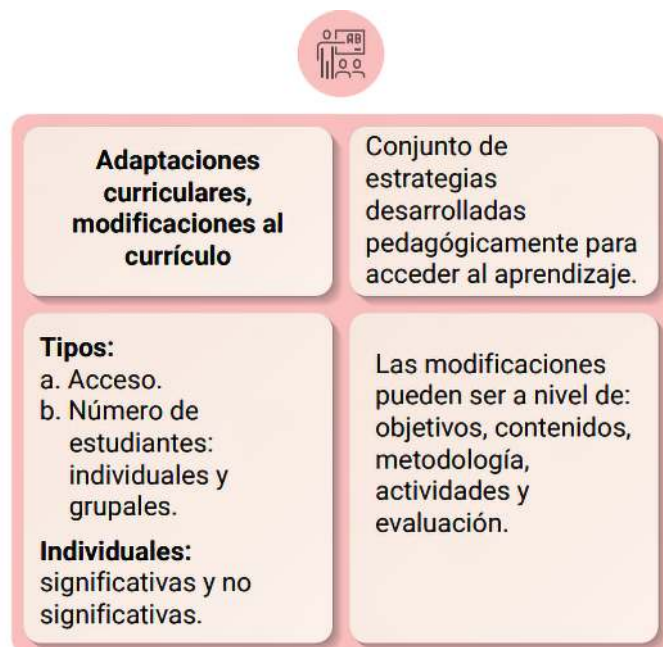 AB
Adaptaciones
curriculares,
modificaciones al
currículo
Conjunto de
estrategias
desarrolladas
pedagógicamente para
acceder al aprendizaje.
Tipos:
a. Acceso.
b. Número de
estudiantes:
individuales y
grupales.
Individuales:
significativas y no
significativas.
Las modificaciones
pueden ser a nivel de:
objetivos, contenidos,
metodología,
actividades y
evaluación.